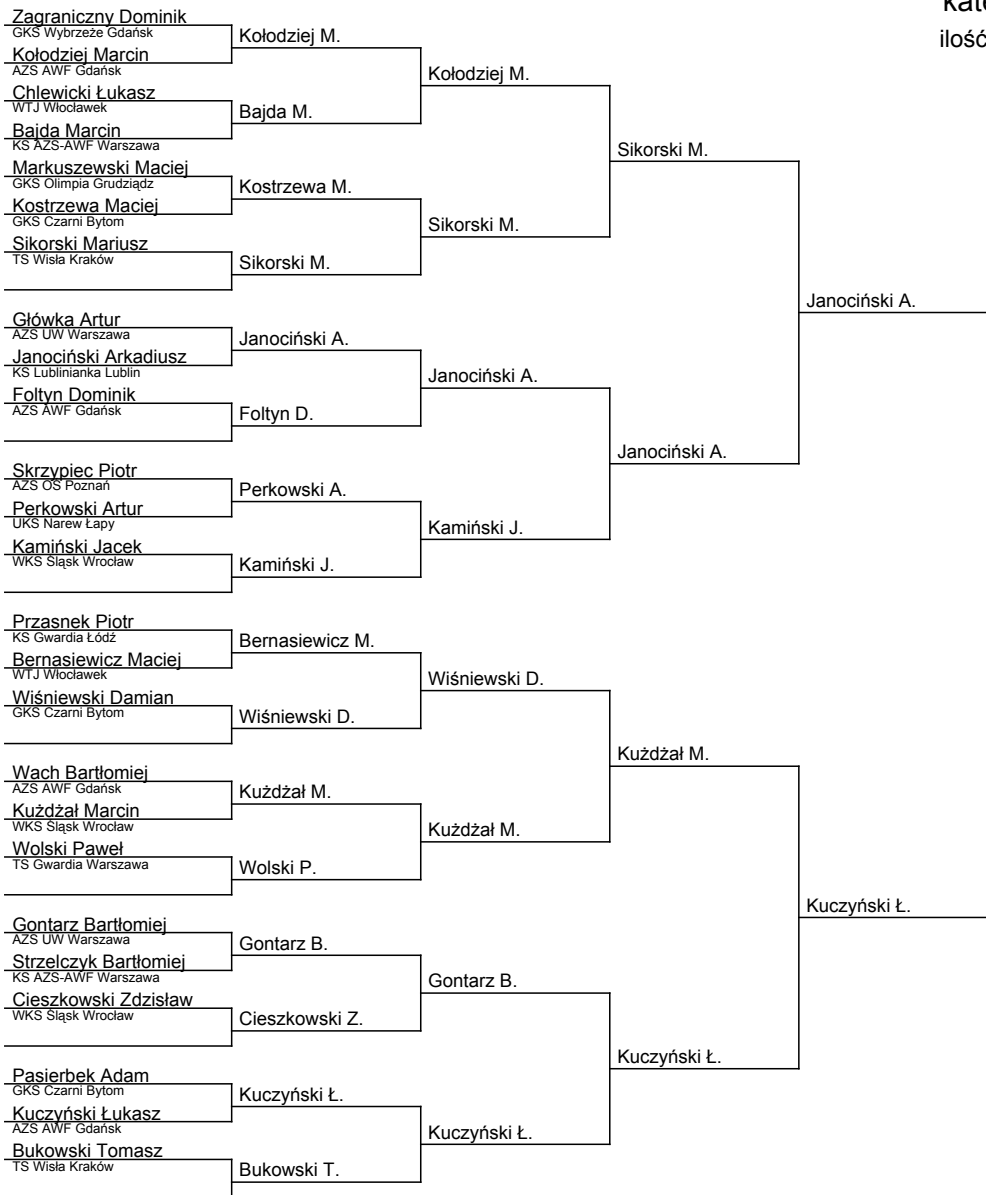 kate
ilość
Zagraniczny Dominik
GKS Wybrzeże Gdańsk
Kołodziej Marcin
AZS AWF Gdańsk
Chlewicki Łukasz
WTJ Włocławek
Bajda Marcin
KS AZS-AWF Warszawa
Markuszewski Maciej
GKS Olimpia Grudziądz
Kostrzewa Maciej
GKS Czarni Bytom
Sikorski Mariusz
TS Wisła Kraków
Główka Artur
AZS UW Warszawa
Janociński Arkadiusz
KS Lublinianka Lublin
Foltyn Dominik
AZS AWF Gdańsk
Skrzypiec Piotr
AZS OŚ Poznań
Perkowski Artur
UKS Narew Łapy
Kamiński Jacek
WKS Śląsk Wrocław
Przasnek Piotr
KS Gwardia Łódź
Bernasiewicz Maciej
WTJ Włocławek
Wiśniewski Damian
GKS Czarni Bytom
Wach Bartłomiej
AZS AWF Gdańsk
Kużdżał Marcin
WKS Śląsk Wrocław
Wolski Paweł
TS Gwardia Warszawa
Gontarz Bartłomiej
AZS UW Warszawa
Strzelczyk Bartłomiej
KS AZS-AWF Warszawa
Cieszkowski Zdzisław
WKS Śląsk Wrocław
Pasierbek Adam
GKS Czarni Bytom
Kuczyński Łukasz
AZS AWF Gdańsk
Bukowski Tomasz
TS Wisła Kraków
Kołodziej M.
Bajda M.
Kostrzewa M.
Sikorski M.
Janociński A.
Foltyn D.
Perkowski A.
Kamiński J.
Bernasiewicz M.
Wiśniewski D.
Kużdżał M.
Wolski P.
Gontarz B.
Cieszkowski Z.
Kuczyński Ł.
Bukowski T.
Kołodziej M.
Sikorski M.
Janociński A.
Kamiński J.
Wiśniewski D.
Kużdżał M.
Gontarz B.
Kuczyński Ł.
Sikorski M.
Janociński A.
Kużdżał M.
Kuczyński Ł.
Janociński A.
Kuczyński Ł.